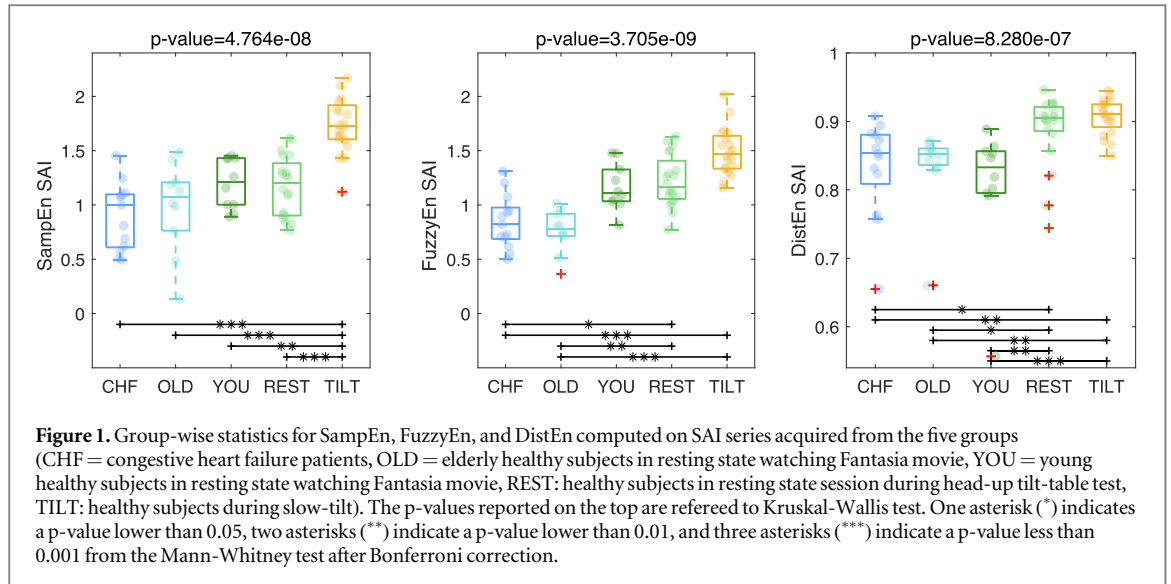 p-value=4.764e-08
SampEn SAI
2
1.5
1
0.5
0
***
***
**
***
CHF OLD YOU REST TILT
p-value=3.705e-09
FuzzyEn SAI
2
1.5
1
0.5
0
*
***
**
***
CHF OLD YOU REST TILT
p-value=8.280e-07
DistEn SAI
1
0.9
0.8
0.7
0.6
*
**
*
**
**
***
CHF OLD YOU REST TILT
Figure 1. Group-wise statistics for SampEn, FuzzyEn, and DistEn computed on SAI series acquired from the five groups
(CHF = congestive heart failure patients, OLD = elderly healthy subjects in resting state watching Fantasia movie, YOU = young
healthy subjects in resting state watching Fantasia movie, REST: healthy subjects in resting state session during head-up tilt-table test,
TILT: healthy subjects during slow-tilt). The p-values reported on the top are refereed to Kruskal-Wallis test. One asterisk (*) indicates
a p-value lower than 0.05, two asterisks (**) indicate a p-value lower than 0.01, and three asterisks (***) indicate a p-value less than
0.001 from the Mann-Whitney test after Bonferroni correction.